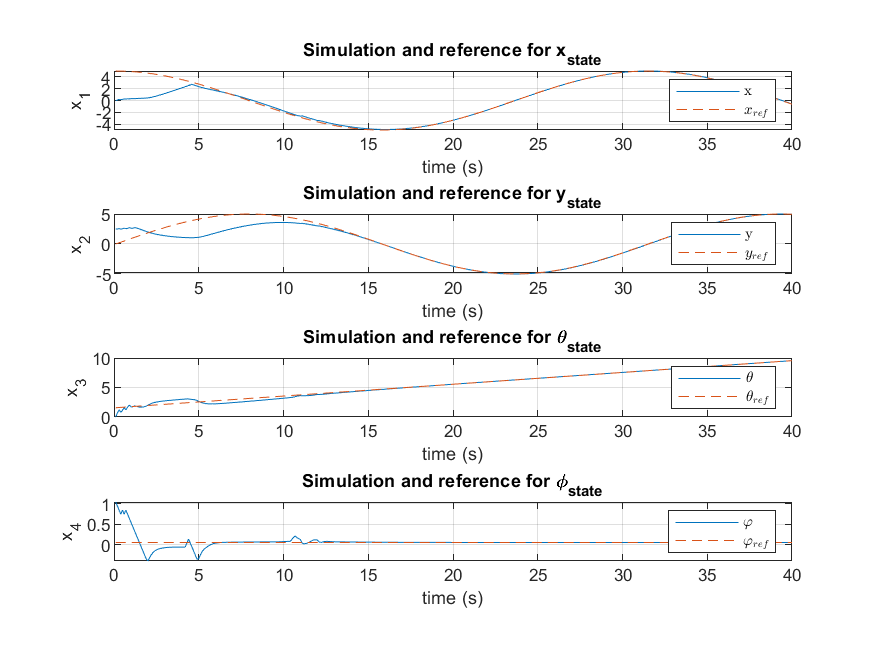 Simulation and reference for x_state
4
2
0
-2
-4
x_1
x
x_ref
0 5 10 15 20 25 30 35 40
time (s)
Simulation and reference for y_state
5
0
-5
x_2
y
y_ref
0 5 10 15 20 25 30 35 40
time (s)
Simulation and reference for θ_state
10
5
0
x_3
θ
θ_ref
0 5 10 15 20 25 30 35 40
time (s)
Simulation and reference for ϕ_state
1
0.5
0
x_4
φ
φ_ref
0 5 10 15 20 25 30 35 40
time (s)